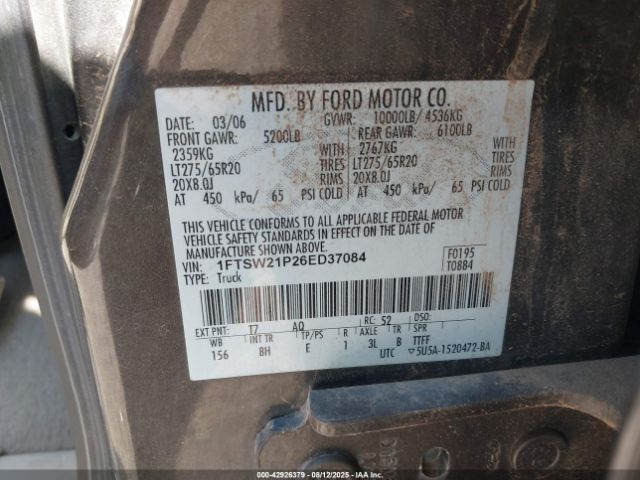 MFD. BY FORD MOTOR CO.
DATE: 03/06 GVWR: 10000LB/ 4536KG
FRONT GAWR: 5200LB REAR GAWR: 6100LB
2359KG WITH 2767KG WITH
LT275/65R20 TIRES LT275/65R20 TIRES
20X8.0J RIMS 20X8.0J RIMS
AT 450 kPa/ 65 PSI COLD AT 450 kPa/ 65 PSI COLD
THIS VEHICLE CONFORMS TO ALL APPLICABLE FEDERAL MOTOR
VEHICLE SAFETY STANDARDS IN EFFECT ON THE DATE OF
MANUFACTURE SHOWN ABOVE.
VIN: 1FTSW21P26ED37084 F0195
TYPE: Truck T0884
EXT PNT: T7 AQ RC: 52 DSO:
WB INT TR TP/PS R AXLE TR SPR
156 8H E 1 3L B TTFF
UTC 5U5A-1520472-BA
000-42926379 - 08/12/2025 - IAAI.COM